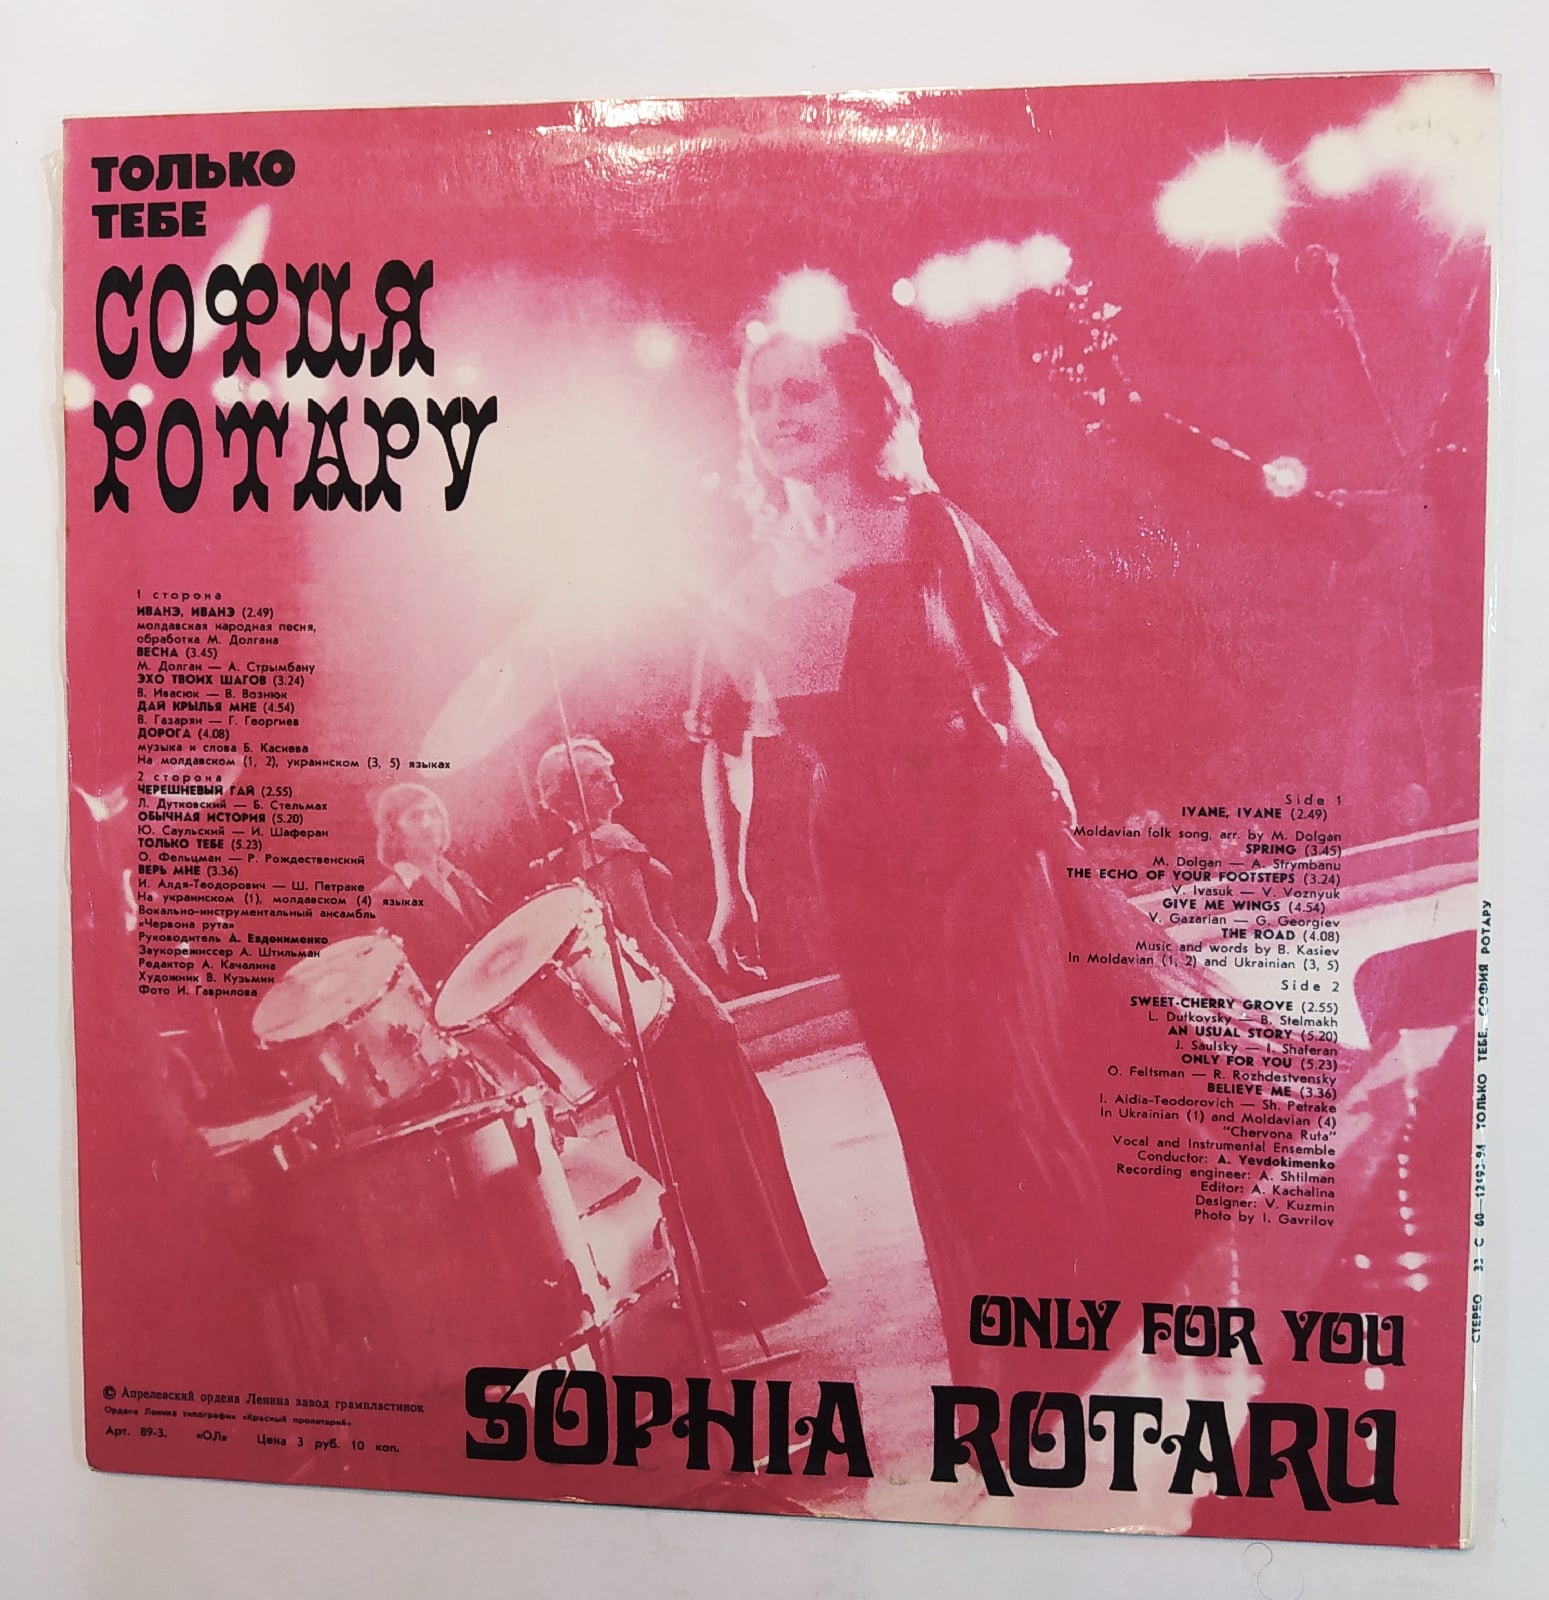 ТОЛЬКО
ТЕБЕ
СОФИЯ
РОТАРУ
1 сторона
ИВАНЭ, ИВАНЭ (2.49)
молдавская народная песня,
обработка М. Долгана
ВЕСНА (3.45)
М. Долган — А. Стрымбану
ЭХО ТВОИХ ШАГОВ (3.24)
В. Ивасюк — В. Вознюк
ДАЙ КРЫЛЬЯ МНЕ (4.54)
В. Газарян — Г. Георгиев
ДОРОГА (4.08)
музыка и слова Б. Касиева
На молдавском (1, 2), украинском (3, 5) языках
2 сторона
ЧЕРЕШНЕВЫЙ ГАЙ (2.55)
Л. Дутковский — Б. Стельмах
ОБЫЧНАЯ ИСТОРИЯ (5.20)
Ю. Саульский — И. Шаферан
ТОЛЬКО ТЕБЕ (5.23)
О. Фельцман — Р. Рождественский
ВЕРЬ МНЕ (3.36)
И. Алдя-Теодорович — Ш. Петраке
На украинском (1), молдавском (4) языках
Вокально-инструментальный ансамбль
«Червона рута»
Руководитель А. Евдокименко
Звукорежиссер А. Штильман
Редактор А. Качалина
Художник В. Кузьмин
Фото И. Гаврилова
Side 1
IVANE, IVANE (2.49)
Moldavian folk song, arr. by M. Dolgan
SPRING (3.45)
M. Dolgan — A. Strymbanu
THE ECHO OF YOUR FOOTSTEPS (3.24)
V. Ivasuk — V. Voznyuk
GIVE ME WINGS (4.54)
V. Gazarian — G. Georgiev
THE ROAD (4.08)
Music and words by B. Kasiev
In Moldavian (1, 2) and Ukrainian (3, 5)
Side 2
SWEET-CHERRY GROVE (2.55)
L. Dutkovsky — B. Stelmakh
AN USUAL STORY (5.20)
J. Saulsky — I. Shaferan
ONLY FOR YOU (5.23)
O. Feltsman — R. Rozhdestvensky
BELIEVE ME (3.36)
I. Aldia-Teodorovich — Sh. Petrake
In Ukrainian (1) and Moldavian (4)
"Chervona Ruta"
Vocal and Instrumental Ensemble
Conductor: A. Yevdokimenko
Recording engineer: A. Shtilman
Editor: A. Kachalina
Designer: V. Kuzmin
Photo by I. Gavrilov
ONLY FOR YOU
SOPHIA ROTARU
© Апрелевский ордена Ленина завод грампластинок
Ордена Ленина типография «Красный пролетарий»
Арт. 89-3. «ОЛ» Цена 3 руб. 10 коп.
СТЕРЕО 33 С 60—12493-94 ТОЛЬКО ТЕБЕ. СОФИЯ РОТАРУ